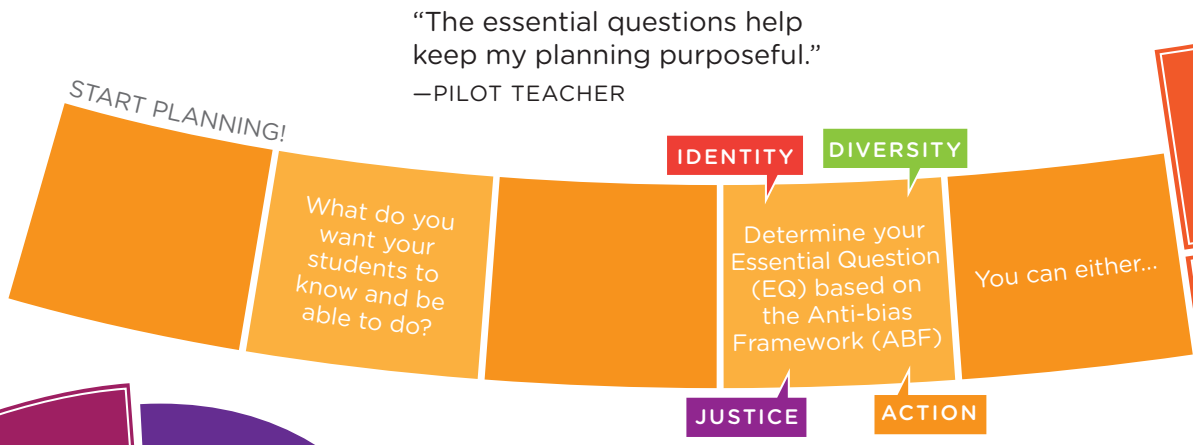 “The essential questions help
keep my planning purposeful.”
—PILOT TEACHER
START PLANNING!
What do you
want your
students to
know and be
able to do?
IDENTITY
DIVERSITY
Determine your
Essential Question
(EQ) based on
the Anti-bias
Framework (ABF)
JUSTICE
ACTION
You can either...